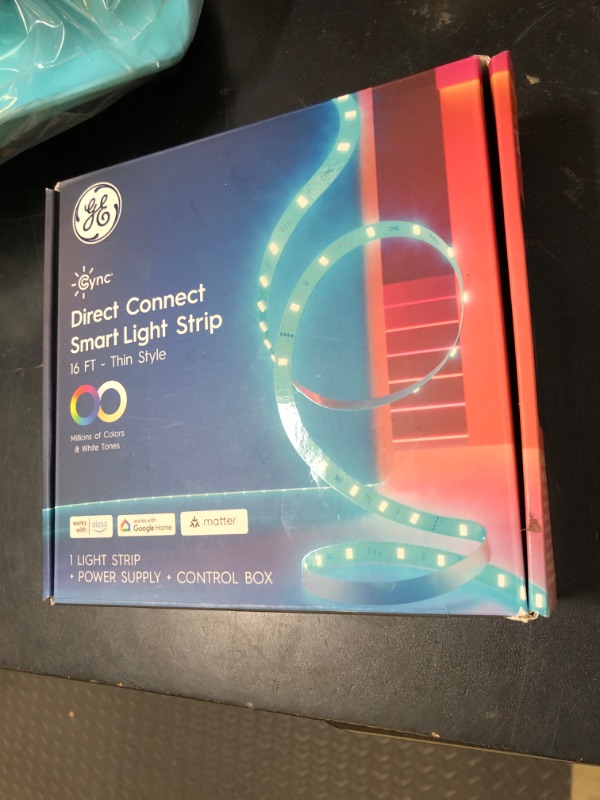 GE
Cync
Direct Connect
Smart Light Strip
16 FT - Thin Style
Millions of Colors
& White Tones
works with alexa
works with Google Home
matter
1 LIGHT STRIP
+ POWER SUPPLY + CONTROL BOX